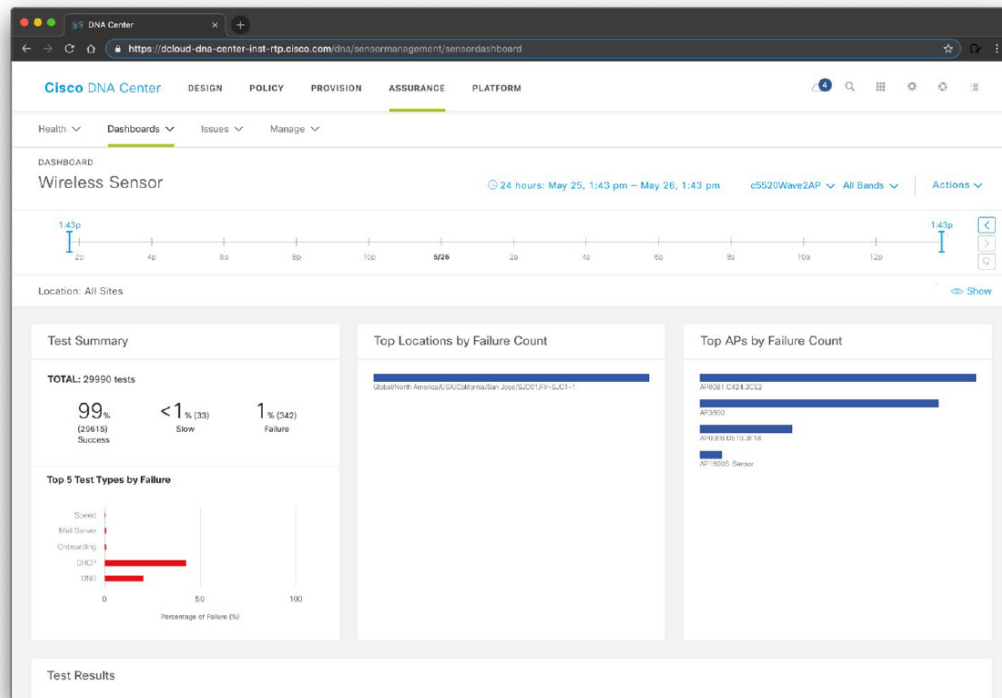 DNA Center
https://dcloud-dna-center-inst-rtp.cisco.com/dna/sensormanagement/sensordashboard
Cisco DNA Center DESIGN POLICY PROVISION ASSURANCE PLATFORM 4
Health Dashboards Issues Manage
DASHBOARD
Wireless Sensor
24 hours: May 25, 1:43 pm – May 26, 1:43 pm c5520Wave2AP All Bands Actions
1:43p 1:43p
2p 4p 6p 8p 10p 5/26 2a 4a 6a 8a 10a 12p
Location: All Sites Show
Test Summary
TOTAL: 29990 tests
99% <1% (33) 1% (342)
(29615) Slow Failure
Success
Top 5 Test Types by Failure
Speed
Mail Server
Onboarding
DHCP
DNS
0 50 100
Percentage of Failure (%)
Top Locations by Failure Count
Global/North America/USA/California/San Jose/SJC01/Flr-SJC1-1
Top APs by Failure Count
AP00B1.C424.3CE2
AP3800
AP1800S-Sensor
Test Results